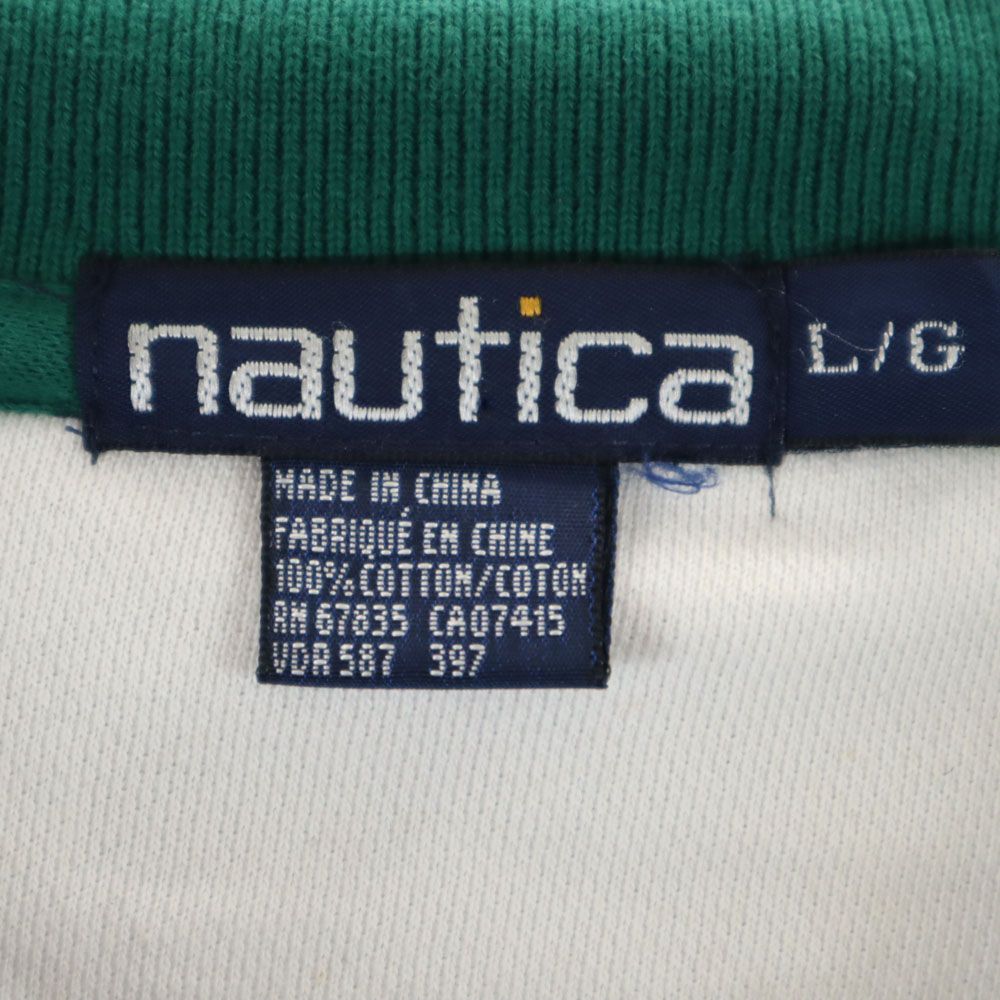 nautica
L/G
MADE IN CHINA
FABRIQUÉ EN CHINE
100% COTTON/COTON
RN 67835 CA07415
VDR 587 397